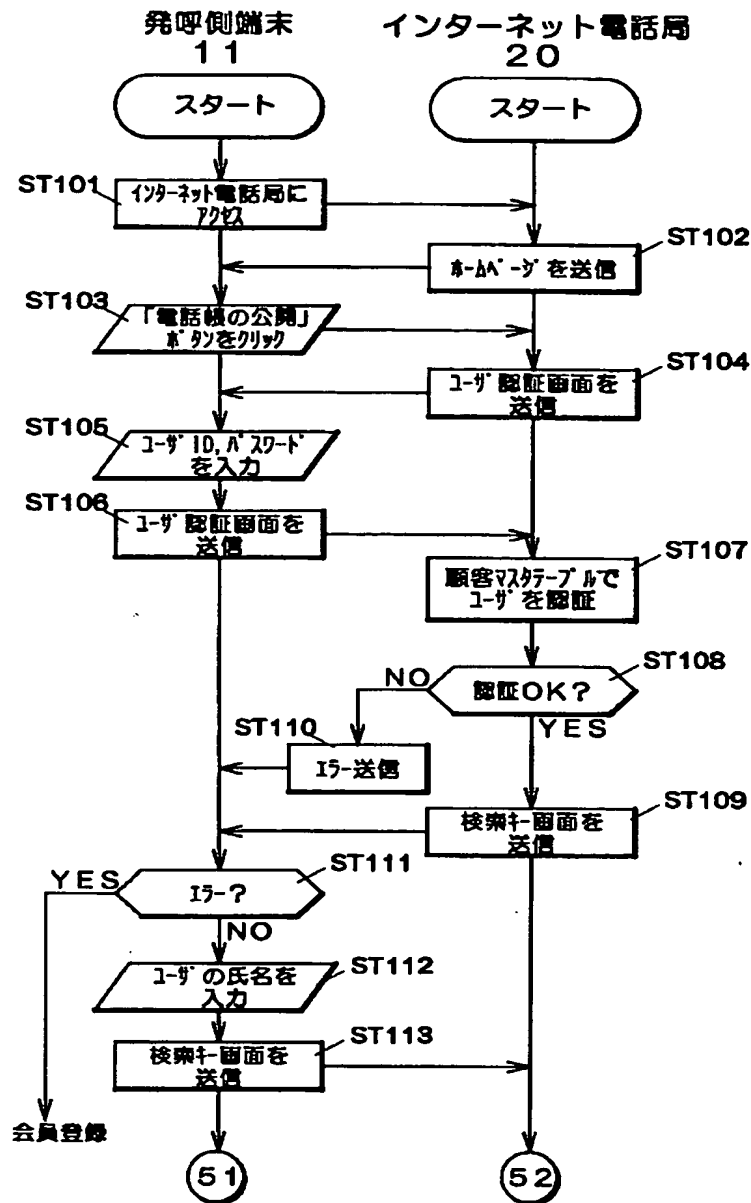 発呼側端末
11
インターネット電話局
20
スタート
スタート
ST101
インターネット電話局に
アクセス
ST102
ホームページを送信
ST103
「電話帳の公開」
ボタンをクリック
ST104
ユーザ認証画面を
送信
ST105
ユーザID,パスワード
を入力
ST106
ユーザ認証画面を
送信
ST107
顧客マスタテーブルで
ユーザを認証
ST108
認証OK?
NO
YES
ST110
エラー送信
ST109
検索キー画面を
送信
ST111
エラー?
YES
NO
ST112
ユーザの氏名を
入力
ST113
検索キー画面を
送信
会員登録
51
52